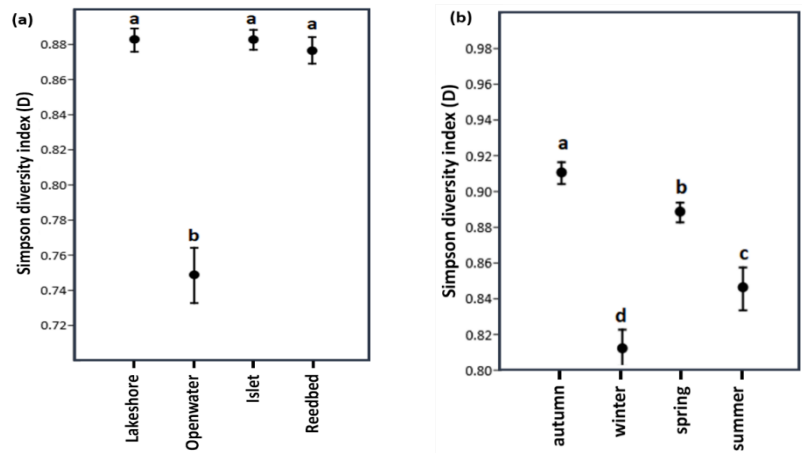 (a)
Simpson diversity index (D)
0.88
0.86
0.84
0.82
0.80
0.78
0.76
0.74
0.72
a
b
a
a
Lakeshore
Openwater
Islet
Reedbed
(b)
Simpson diversity index (D)
0.98
0.96
0.94
0.92
0.90
0.88
0.86
0.84
0.82
0.80
a
d
b
c
autumn
winter
spring
summer